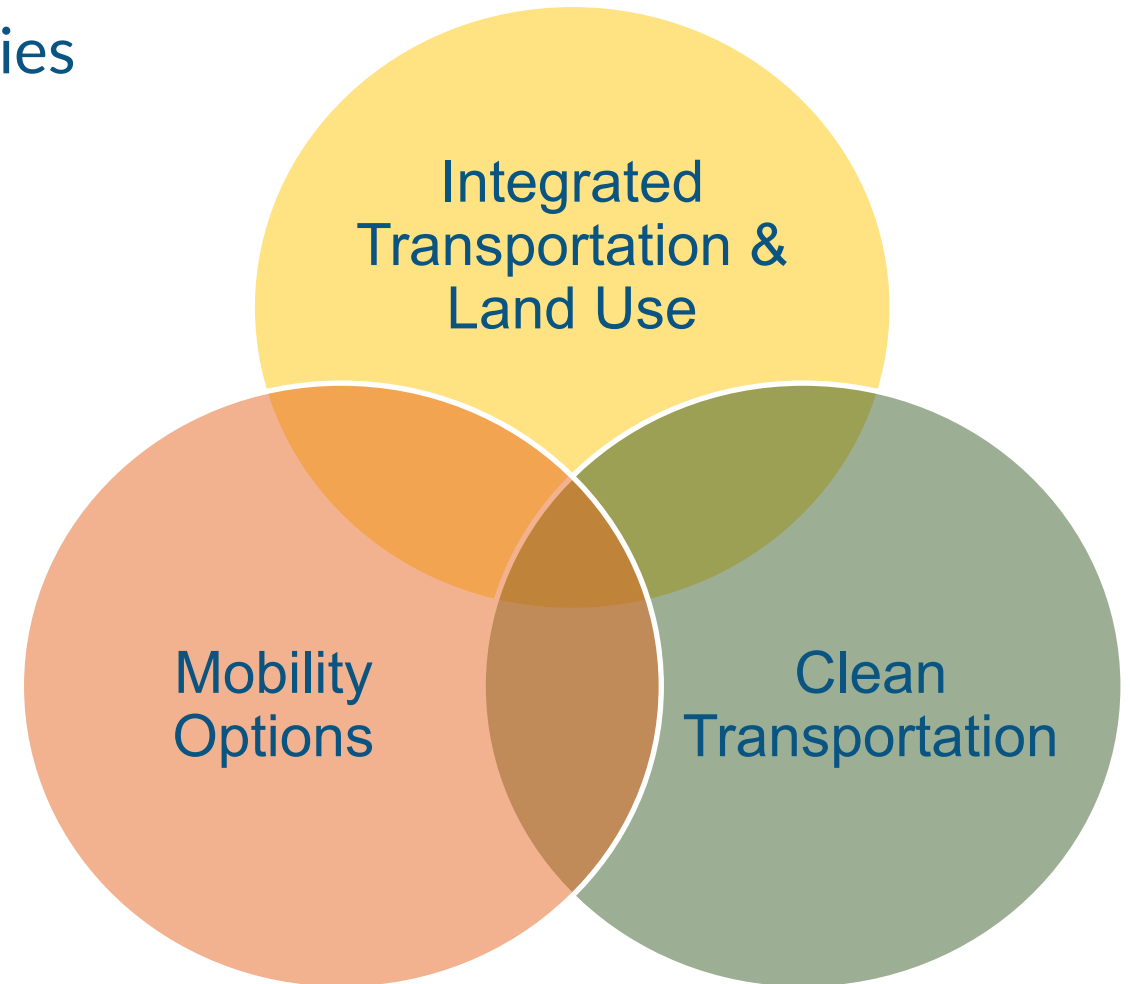 ies
Integrated
Transportation &
Land Use
Mobility
Options
Clean
Transportation